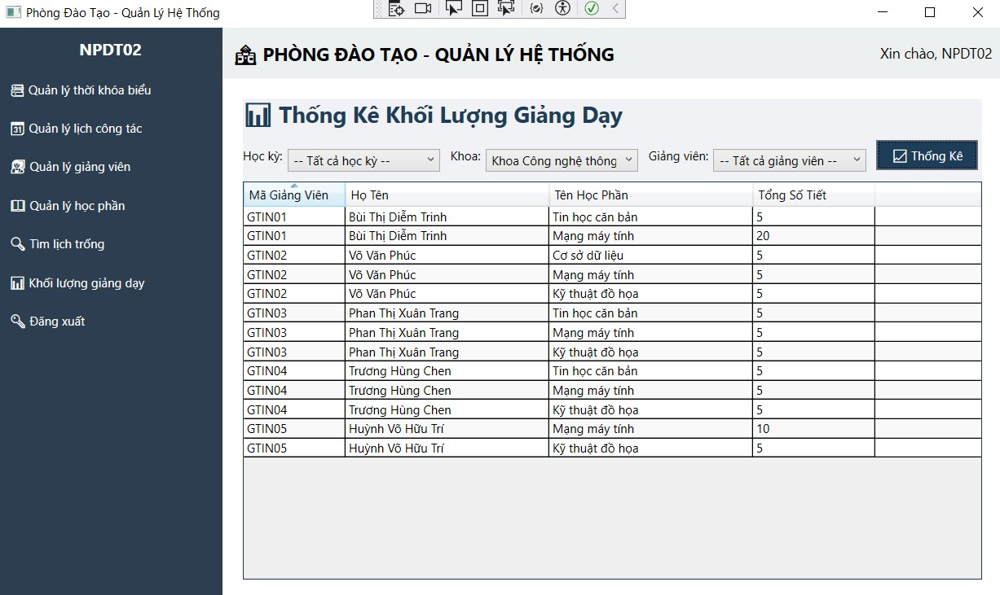 Phòng Đào Tạo - Quản Lý Hệ Thống
NPDT02
Quản lý thời khóa biểu
31 Quản lý lịch công tác
Quản lý giảng viên
Quản lý học phần
Tìm lịch trống
Khối lượng giảng dạy
Đăng xuất
PHÒNG ĐÀO TẠO - QUẢN LÝ HỆ THỐNG
Xin chào, NPDT02
Thống Kê Khối Lượng Giảng Dạy
Học kỳ: -- Tất cả học kỳ -- Khoa: Khoa Công nghệ thông Giảng viên: -- Tất cả giảng viên -- Thống Kê
Mã Giảng Viên Họ Tên Tên Học Phần Tổng Số Tiết
GTIN01 Bùi Thị Diễm Trinh Tin học căn bản 5
GTIN01 Bùi Thị Diễm Trinh Mạng máy tính 20
GTIN02 Võ Văn Phúc Cơ sở dữ liệu 5
GTIN02 Võ Văn Phúc Mạng máy tính 5
GTIN02 Võ Văn Phúc Kỹ thuật đồ họa 5
GTIN03 Phan Thị Xuân Trang Tin học căn bản 5
GTIN03 Phan Thị Xuân Trang Mạng máy tính 5
GTIN03 Phan Thị Xuân Trang Kỹ thuật đồ họa 5
GTIN04 Trương Hùng Chen Tin học căn bản 5
GTIN04 Trương Hùng Chen Mạng máy tính 5
GTIN04 Trương Hùng Chen Kỹ thuật đồ họa 5
GTIN05 Huỳnh Võ Hữu Trí Mạng máy tính 10
GTIN05 Huỳnh Võ Hữu Trí Kỹ thuật đồ họa 5